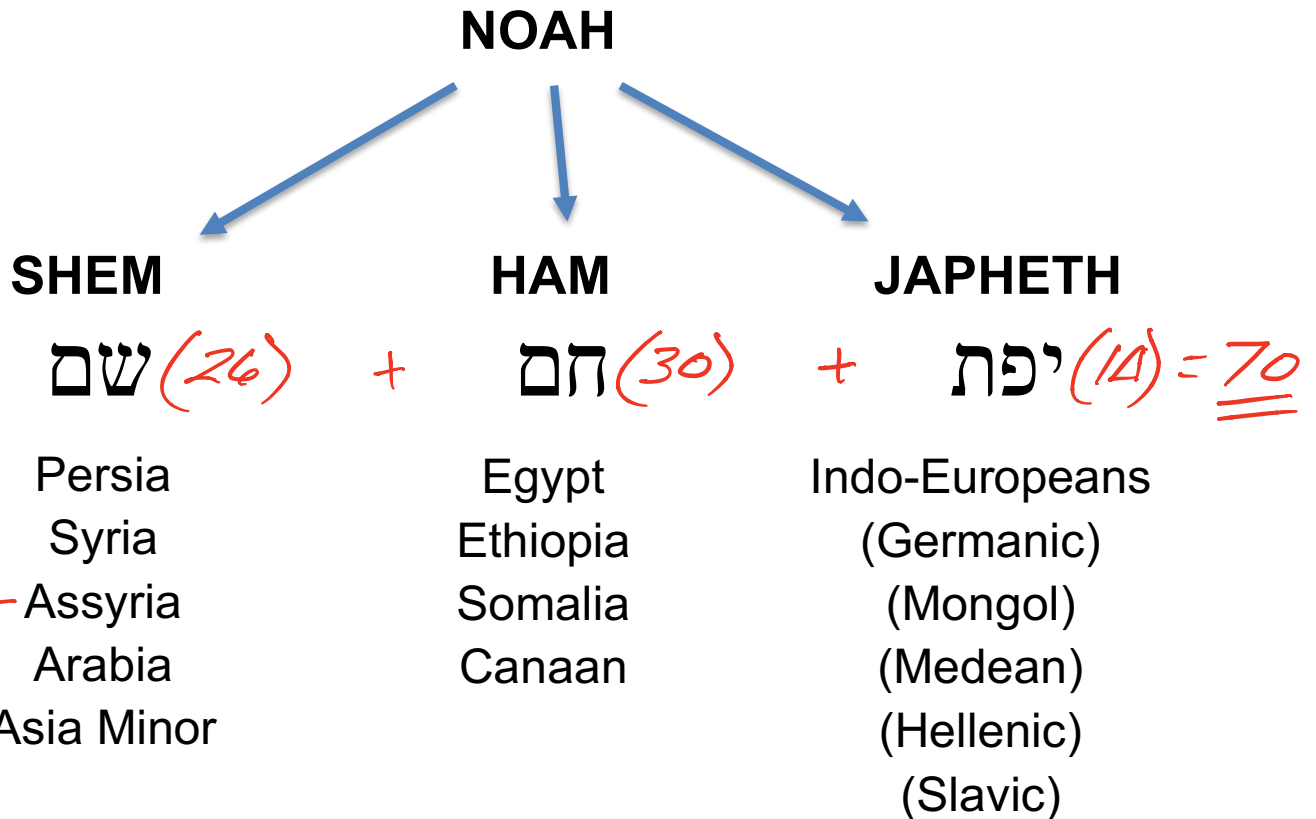 NOAH
SHEM HAM JAPHETH
שם (26) + חם (30) + יפת (14) = 70
Persia Egypt Indo-Europeans
Syria Ethiopia (Germanic)
Assyria Somalia (Mongol)
Arabia Canaan (Medean)
Asia Minor (Hellenic)
(Slavic)